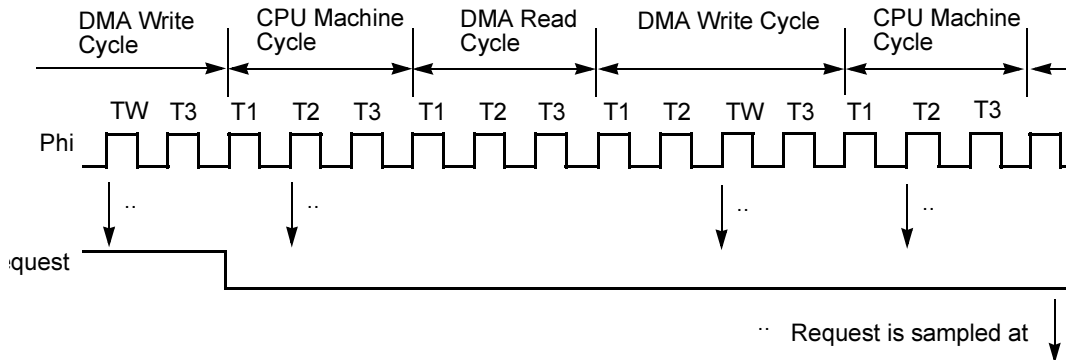 DMA Write Cycle
CPU Machine Cycle
DMA Read Cycle
DMA Write Cycle
CPU Machine Cycle
TW T3 T1 T2 T3 T1 T2 T3 T1 T2 TW T3 T1 T2 T3
Phi
.. .. .. ..
equest
.. Request is sampled at